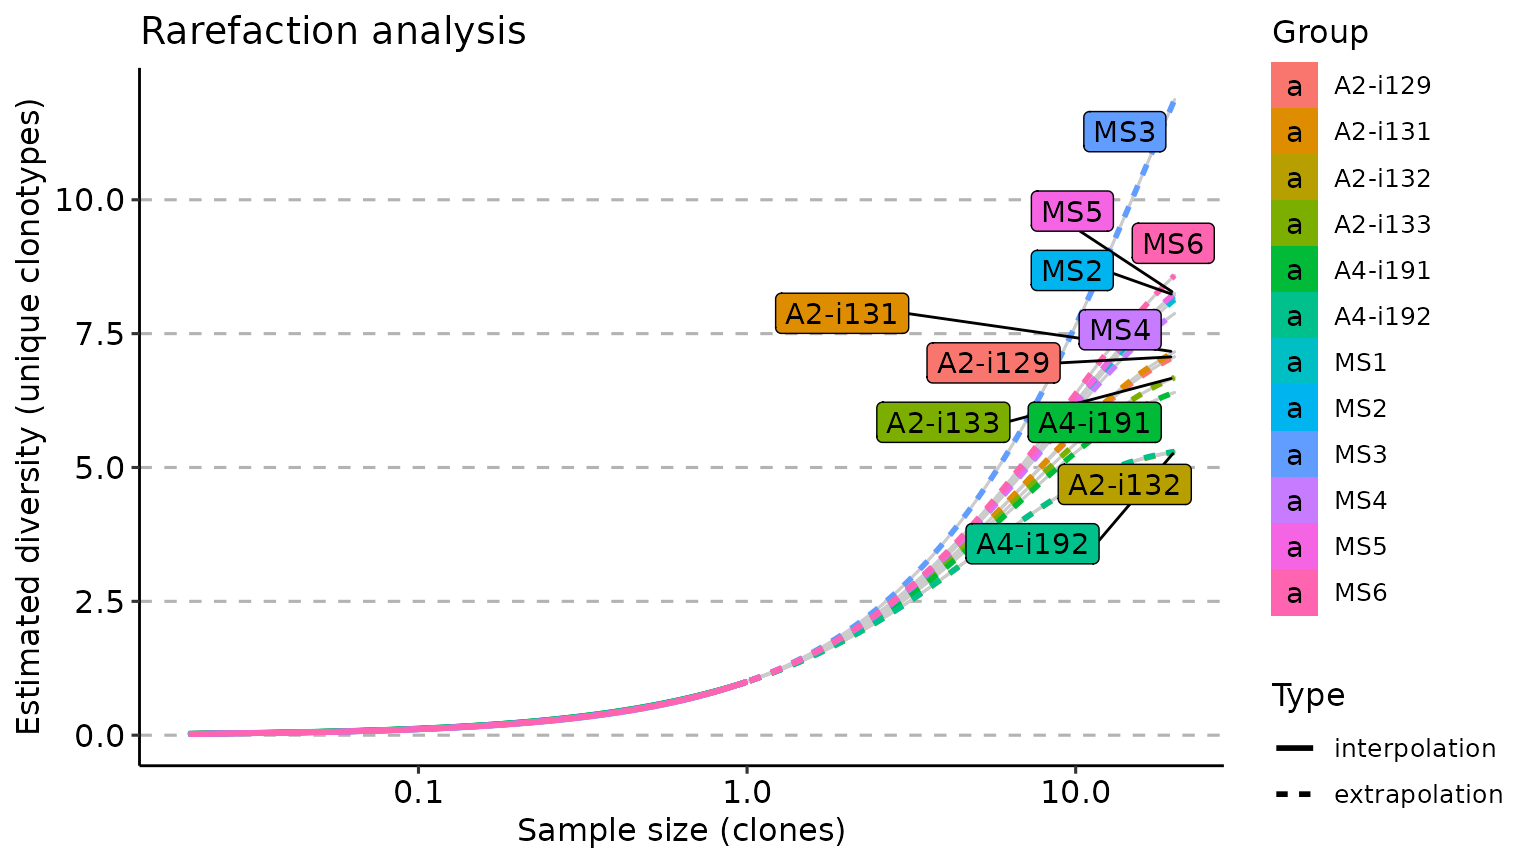 Rarefaction analysis
Estimated diversity (unique clonotypes)
10.0
7.5
5.0
2.5
0.0
0.1
1.0
10.0
Sample size (clones)
MS3
MS5
MS6
MS2
A2-i131
MS4
A2-i129
A2-i133
A4-i191
A2-i132
A4-i192
Group
a A2-i129
a A2-i131
a A2-i132
a A2-i133
a A4-i191
a A4-i192
a MS1
a MS2
a MS3
a MS4
a MS5
a MS6
Type
interpolation
extrapolation